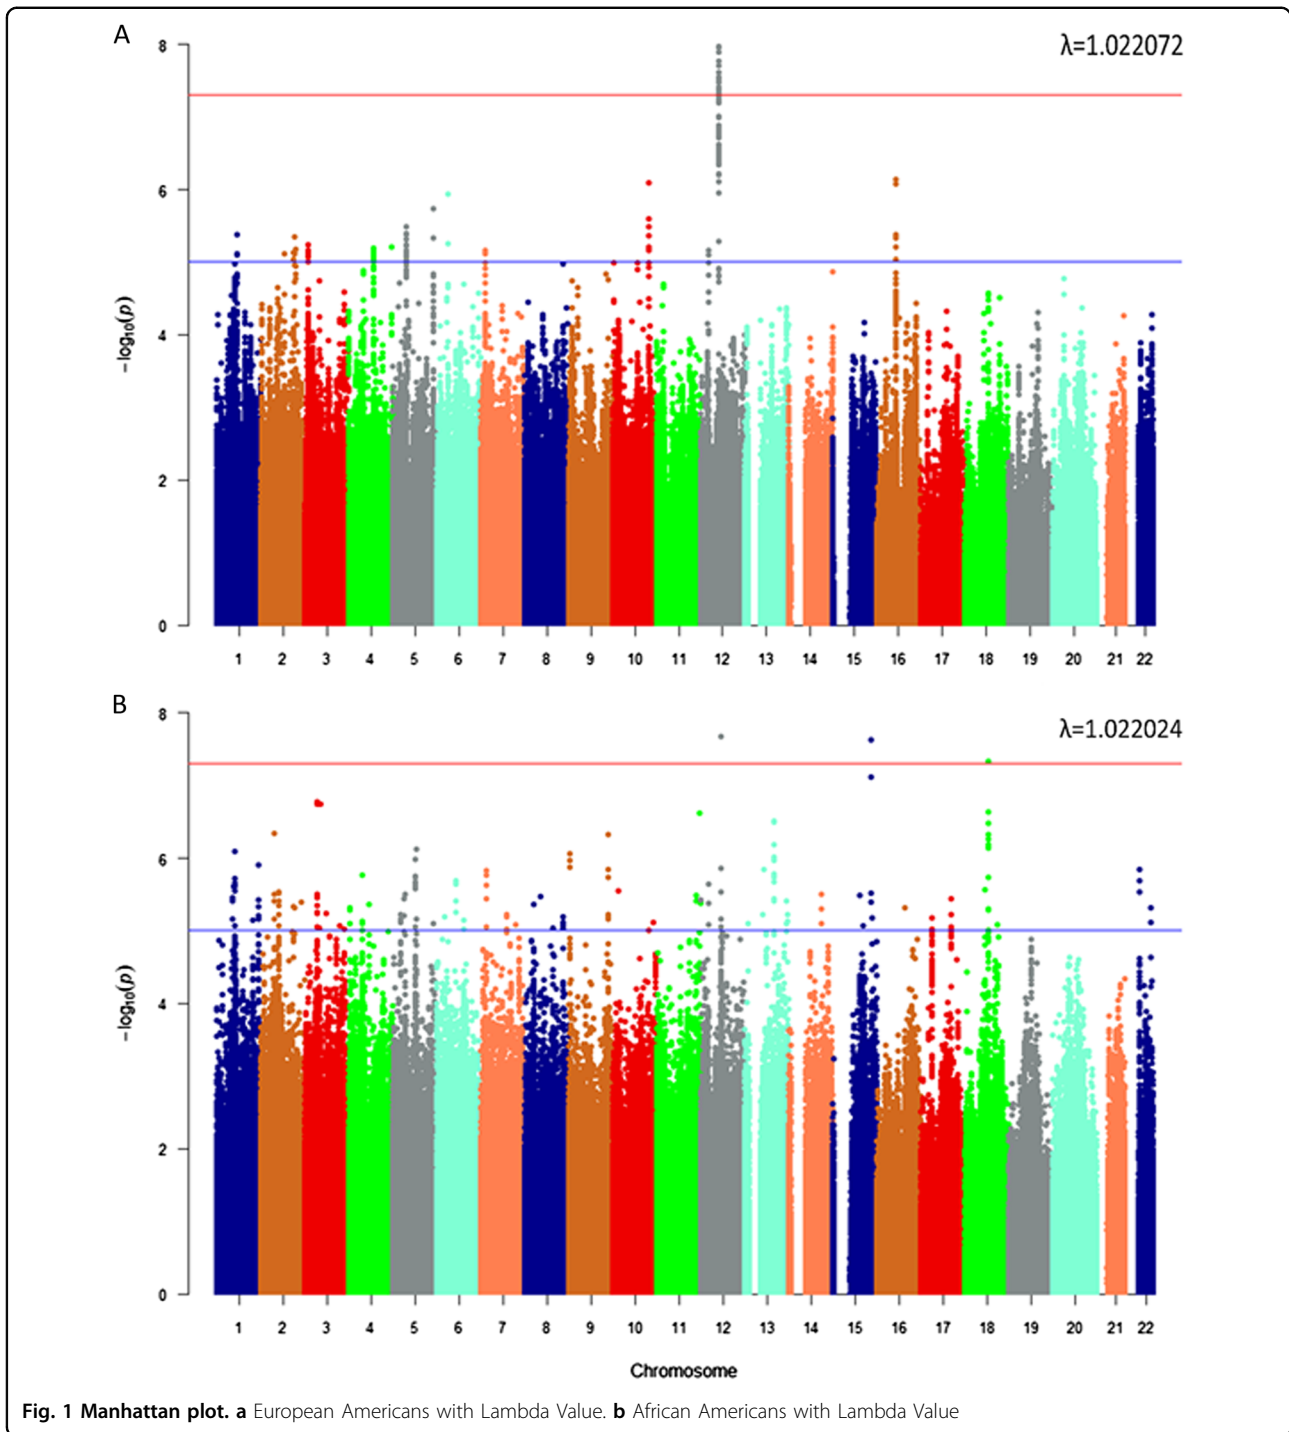 A
λ=1.022072
8
6
4
2
0
-log10(p)
1 2 3 4 5 6 7 8 9 10 11 12 13 14 15 16 17 18 19 20 21 22
B
λ=1.022024
8
6
4
2
0
-log10(p)
1 2 3 4 5 6 7 8 9 10 11 12 13 14 15 16 17 18 19 20 21 22
Chromosome
Fig. 1 Manhattan plot. a European Americans with Lambda Value. b African Americans with Lambda Value